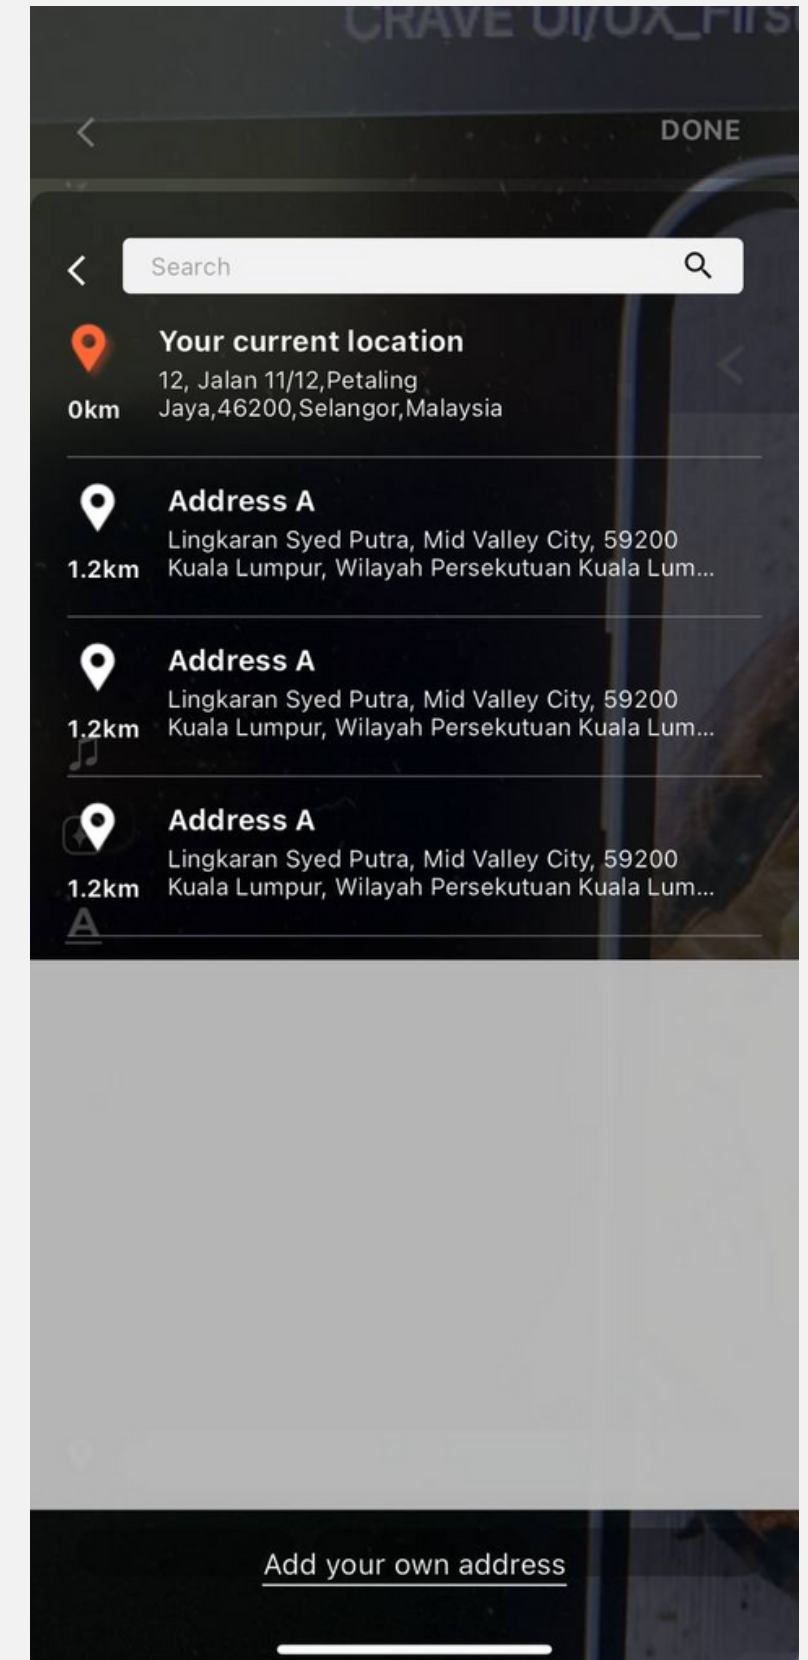 CRAVE UI/UX_Firs
DONE
Search
Your current location
12, Jalan 11/12,Petaling
Jaya,46200,Selangor,Malaysia
0km
Address A
Lingkaran Syed Putra, Mid Valley City, 59200
Kuala Lumpur, Wilayah Persekutuan Kuala Lum...
1.2km
Address A
Lingkaran Syed Putra, Mid Valley City, 59200
Kuala Lumpur, Wilayah Persekutuan Kuala Lum...
1.2km
Address A
Lingkaran Syed Putra, Mid Valley City, 59200
Kuala Lumpur, Wilayah Persekutuan Kuala Lum...
1.2km
A
Add your own address